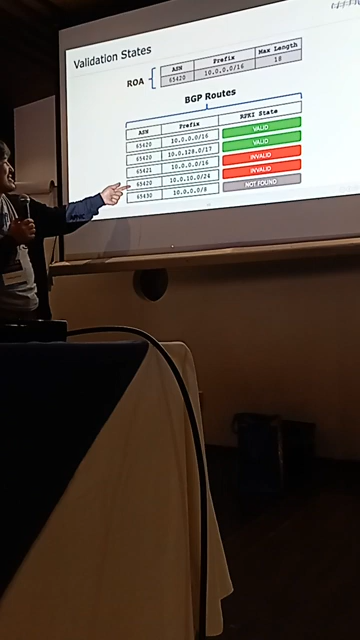 Validation States
ROA
ASN Prefix Max Length
65420 10.0.0.0/16 18
BGP Routes
ASN Prefix RPKI State
65420 10.0.0.0/16 VALID
65420 10.0.128.0/17 VALID
65421 10.0.0.0/16 INVALID
65420 10.0.10.0/24 INVALID
65430 10.0.0.0/8 NOT FOUND